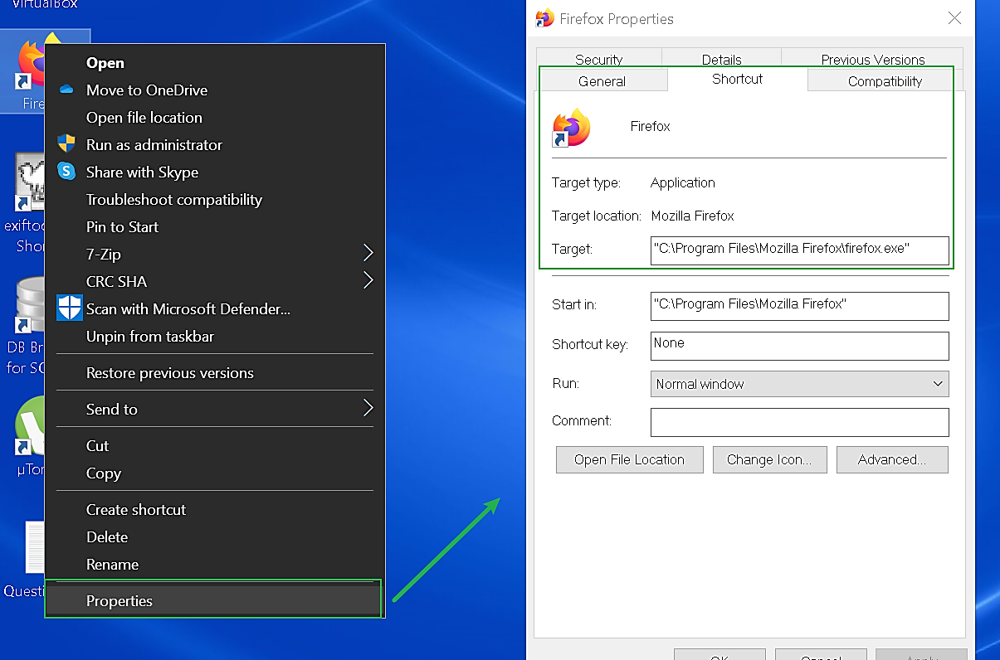 VirtualBox
Fire
exifto
Sho
DB Br
for SQ
µTor
Questi
Open
Move to OneDrive
Open file location
Run as administrator
Share with Skype
Troubleshoot compatibility
Pin to Start
7-Zip
CRC SHA
Scan with Microsoft Defender...
Unpin from taskbar
Restore previous versions
Send to
Cut
Copy
Create shortcut
Delete
Rename
Properties
Firefox Properties
Security Details Previous Versions
General Shortcut Compatibility
Firefox
Target type: Application
Target location: Mozilla Firefox
Target: "C:\Program Files\Mozilla Firefox\firefox.exe"
Start in: "C:\Program Files\Mozilla Firefox"
Shortcut key: None
Run: Normal window
Comment:
Open File Location Change Icon... Advanced...
OK Cancel Apply